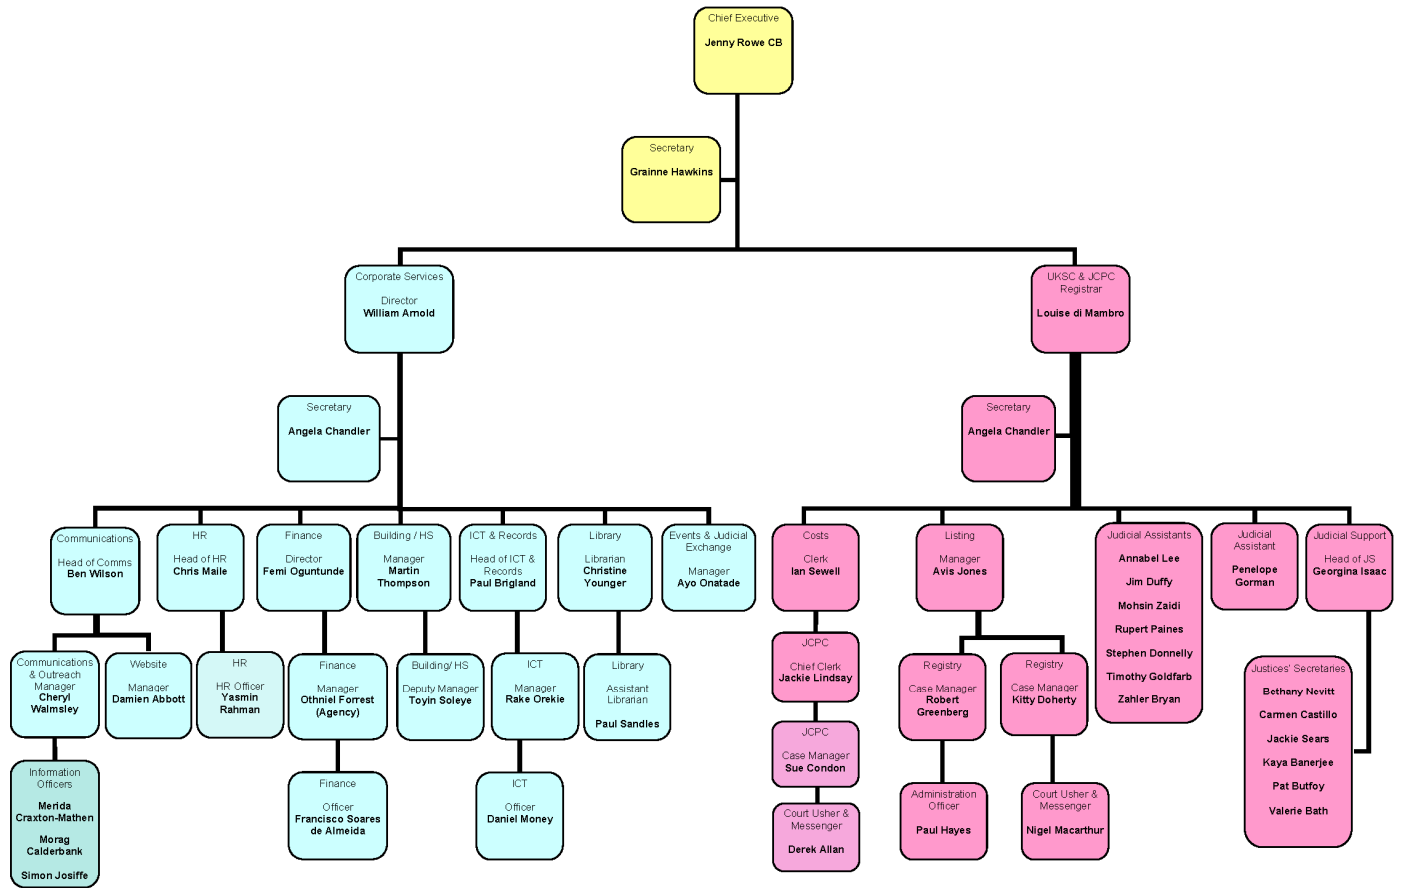 Chief Executive
Jenny Rowe CB
Secretary
Grainne Hawkins
Corporate Services
Director
William Arnold
UKSC & JCPC
Registrar
Louise di Mambro
Secretary
Angela Chandler
Secretary
Angela Chandler
Communications
Head of Comms
Ben Wilson
HR
Head of HR
Chris Maile
Finance
Director
Femi Oguntunde
Building / HS
Manager
Martin
Thompson
ICT & Records
Head of ICT &
Records
Paul Brigland
Library
Librarian
Christine
Younger
Events & Judicial
Exchange
Manager
Ayo Onatade
Costs
Clerk
Ian Sewell
Listing
Manager
Avis Jones
Judicial Assistants
Annabel Lee
Jim Duffy
Mohsin Zaidi
Rupert Paines
Stephen Donnelly
Timothy Goldfarb
Zahler Bryan
Judicial
Assistant
Penelope
Gorman
Judicial Support
Head of JS
Georgina Isaac
Communications
& Outreach
Manager
Cheryl
Walmsley
Website
Manager
Damien Abbott
HR
HR Officer
Yasmin
Rahman
Finance
Manager
Othniel Forrest
(Agency)
Building/ HS
Deputy Manager
Toyin Soleye
ICT
Manager
Rake Orekie
Library
Assistant
Librarian
Paul Sandles
JCPC
Chief Clerk
Jackie Lindsay
Registry
Case Manager
Robert
Greenberg
Registry
Case Manager
Kitty Doherty
Justices' Secretaries
Bethany Nevitt
Carmen Castillo
Jackie Sears
Kaya Banerjee
Pat Butfoy
Valerie Bath
JCPC
Case Manager
Sue Condon
Information
Officers
Merida
Craxton-Mathen
Morag
Calderbank
Simon Josiffe
Finance
Officer
Francisco Soares
de Almeida
ICT
Officer
Daniel Money
Court Usher &
Messenger
Derek Allan
Administration
Officer
Paul Hayes
Court Usher &
Messenger
Nigel Macarthur